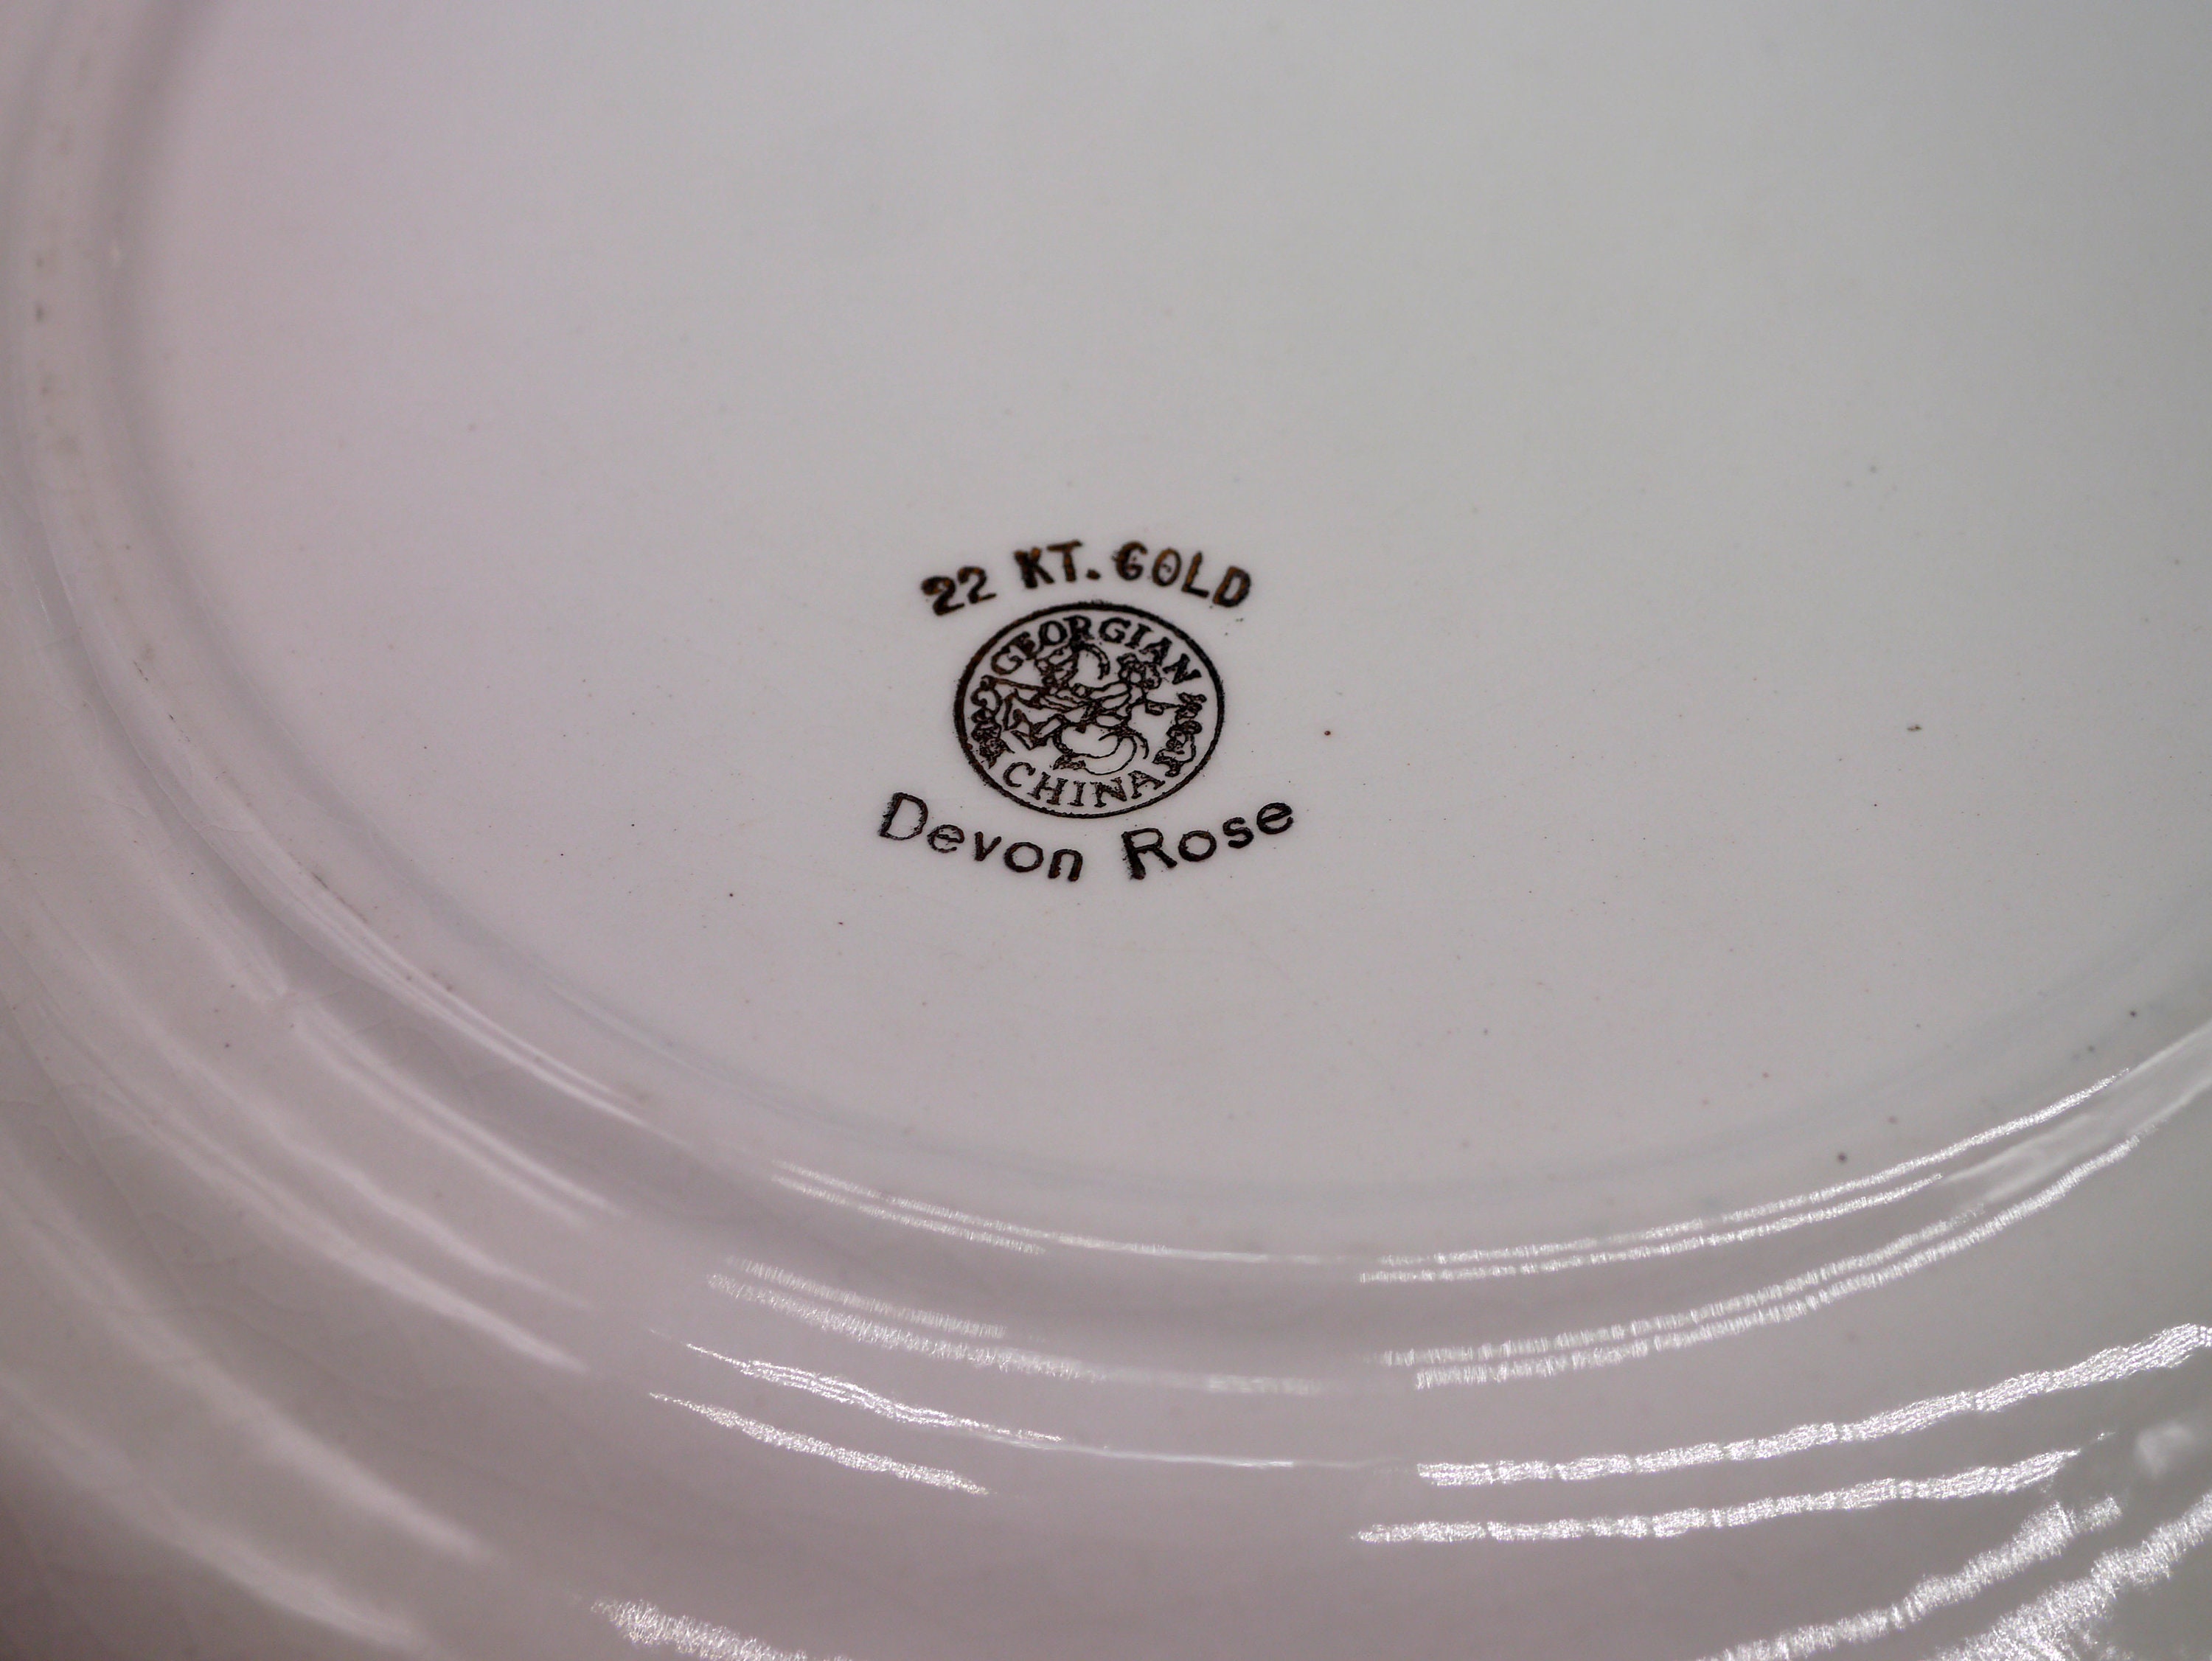 22 KT. GOLD
GEORGIAN
CHINA
Devon Rose